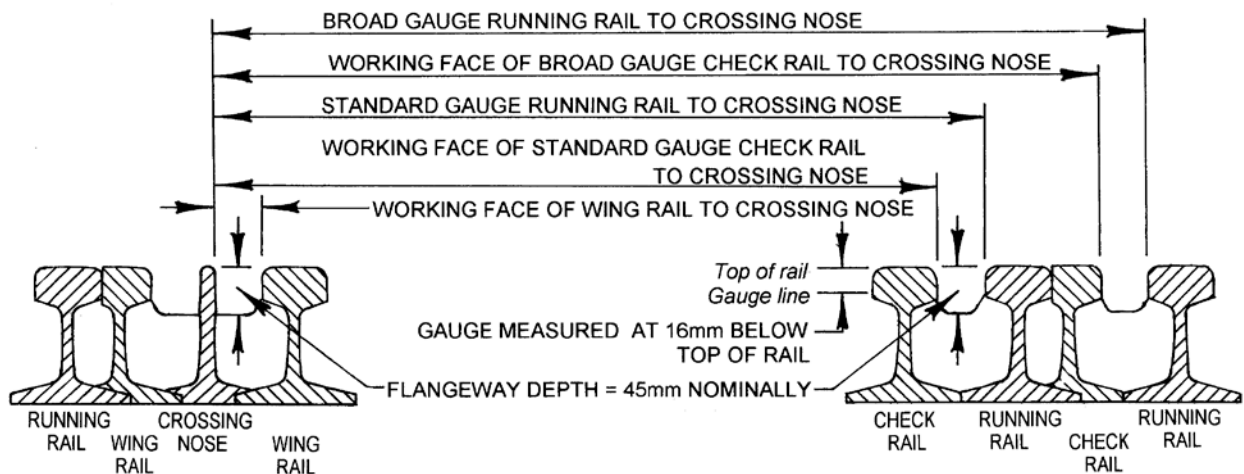 BROAD GAUGE RUNNING RAIL TO CROSSING NOSE
WORKING FACE OF BROAD GAUGE CHECK RAIL TO CROSSING NOSE
STANDARD GAUGE RUNNING RAIL TO CROSSING NOSE
WORKING FACE OF STANDARD GAUGE CHECK RAIL
TO CROSSING NOSE
WORKING FACE OF WING RAIL TO CROSSING NOSE
Top of rail
Gauge line
GAUGE MEASURED AT 16mm BELOW
TOP OF RAIL
FLANGEWAY DEPTH = 45mm NOMINALLY
RUNNING
RAIL
WING
RAIL
CROSSING
NOSE
WING
RAIL
CHECK
RAIL
RUNNING
RAIL
CHECK
RAIL
RUNNING
RAIL